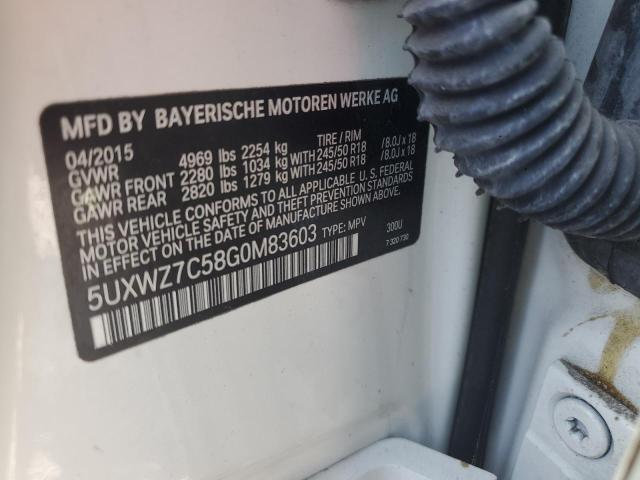 MFD BY BAYERISCHE MOTOREN WERKE AG
04/2015 TIRE / RIM
GVWR 4969 lbs 2254 kg
GAWR FRONT 2280 lbs 1034 kg WITH 245/50 R18 /8.0J x 18
GAWR REAR 2820 lbs 1279 kg WITH 245/50 R18 /8.0J x 18
THIS VEHICLE CONFORMS TO ALL APPLICABLE U.S. FEDERAL
MOTOR VEHICLE SAFETY AND THEFT PREVENTION STANDARDS
IN EFFECT ON THE DATE OF MANUFACTURE SHOWN ABOVE.
5UXWZ7C58G0M83603 TYPE: MPV 300U
7 320 730